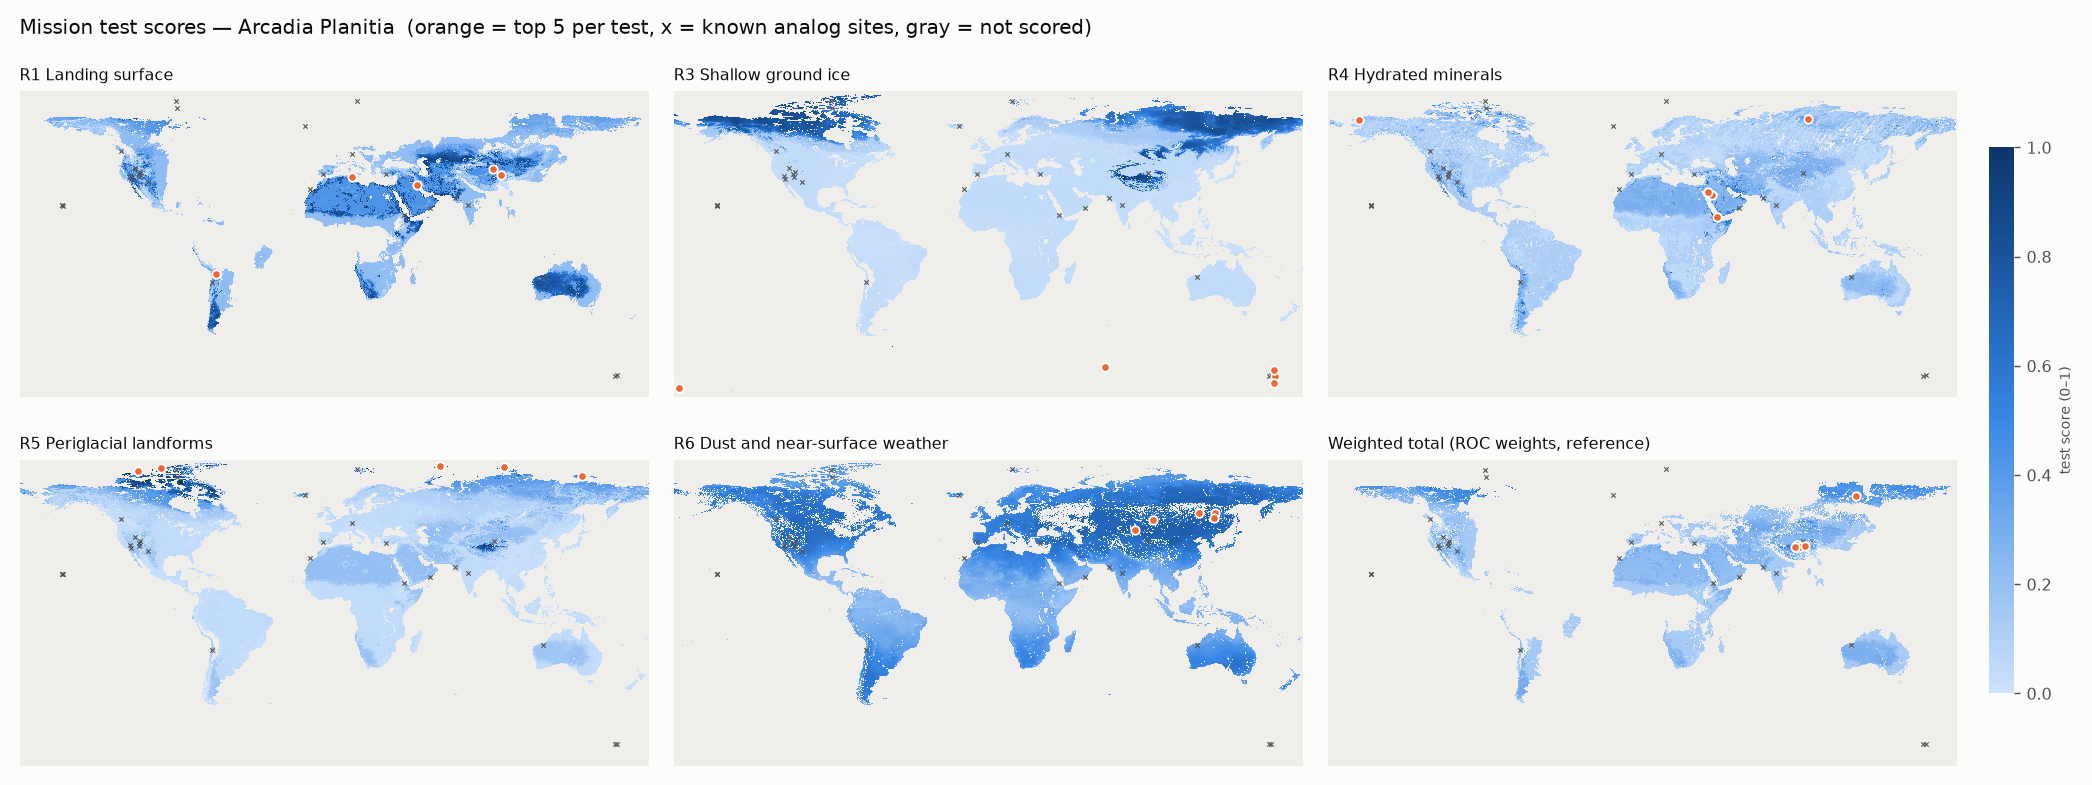 Mission test scores — Arcadia Planitia (orange = top 5 per test, x = known analog sites, gray = not scored)
R1 Landing surface
R3 Shallow ground ice
R4 Hydrated minerals
1.0
0.8
0.6
0.4
0.2
0.0
test score (0–1)
R5 Periglacial landforms
R6 Dust and near-surface weather
Weighted total (ROC weights, reference)